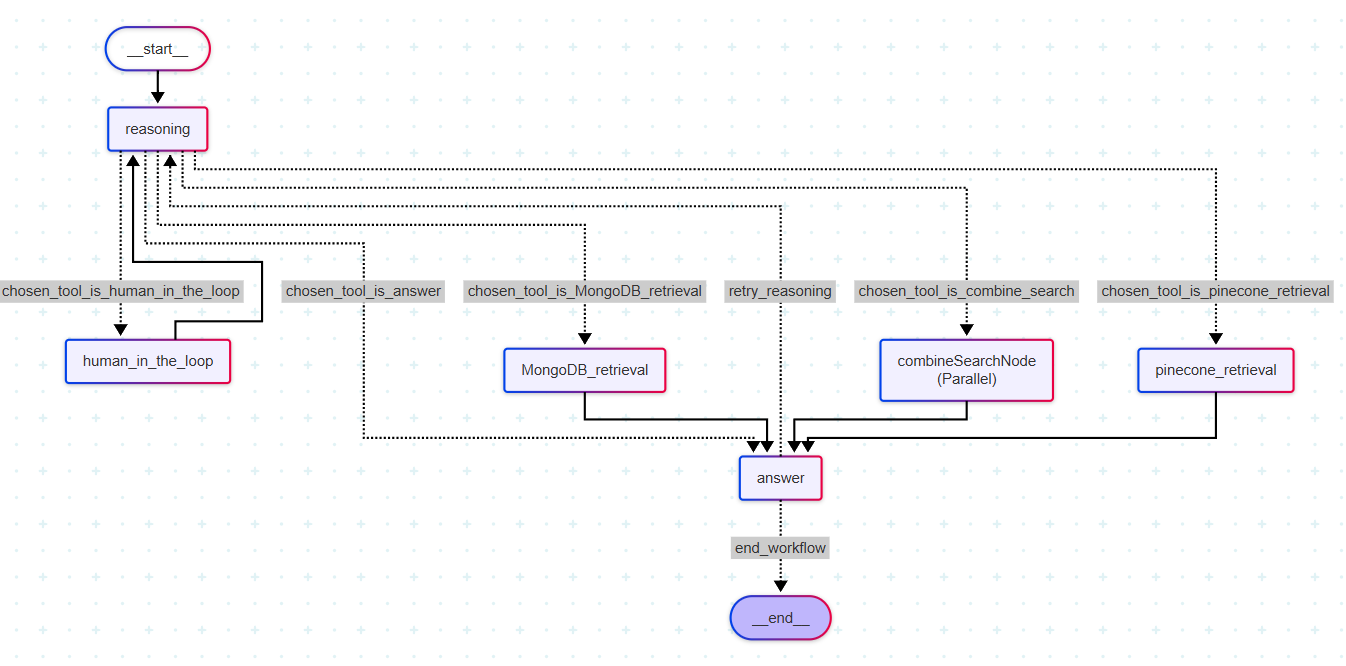 __start__
reasoning
chosen_tool_is_human_in_the_loop
chosen_tool_is_answer
chosen_tool_is_MongoDB_retrieval
retry_reasoning
chosen_tool_is_combine_search
chosen_tool_is_pinecone_retrieval
human_in_the_loop
MongoDB_retrieval
combineSearchNode
(Parallel)
pinecone_retrieval
answer
end_workflow
__end__